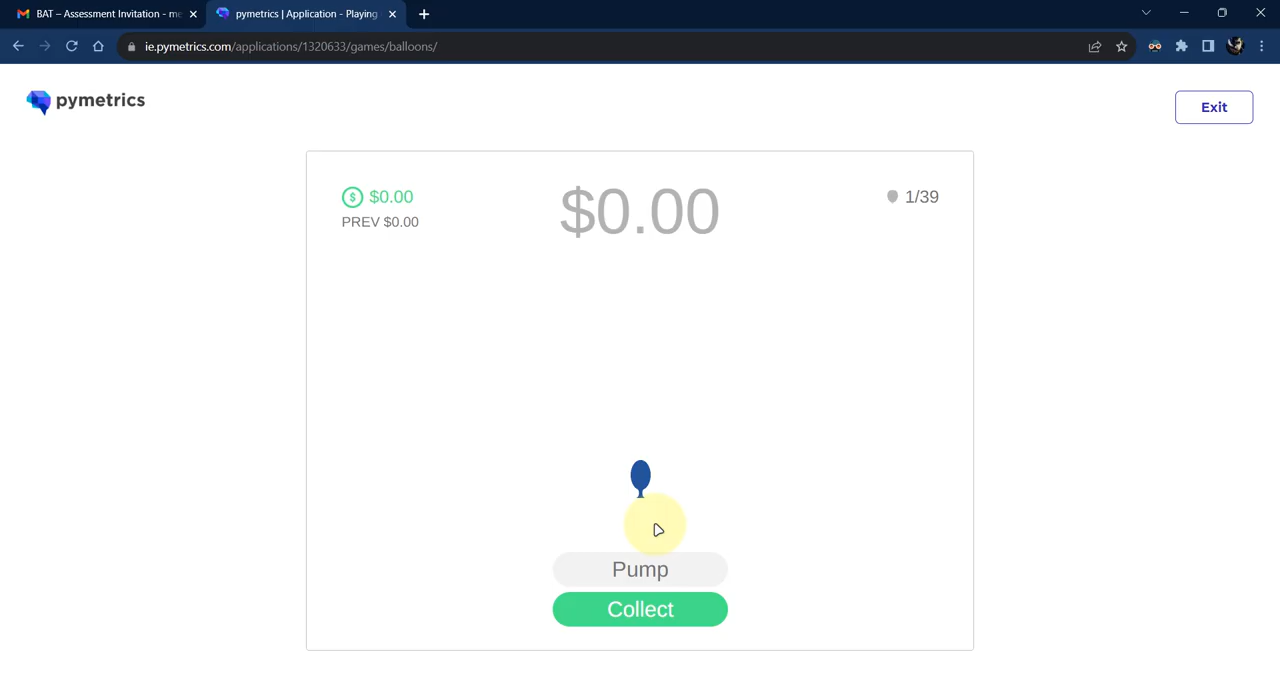 BAT – Assessment Invitation - me
pymetrics | Application - Playing
ie.pymetrics.com/applications/1320633/games/balloons/
pymetrics
Exit
$ $0.00
PREV $0.00
$0.00
1/39
Pump
Collect